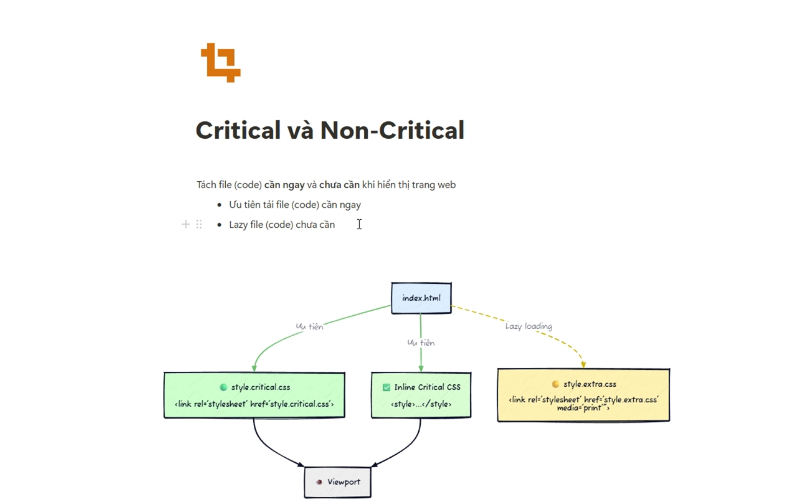 Critical và Non-Critical
Tách file (code) cần ngay và chưa cần khi hiển thị trang web
Ưu tiên tải file (code) cần ngay
Lazy file (code) chưa cần
index.html
Ưu tiên
Ưu tiên
Lazy loading
style.critical.css
<link rel='stylesheet' href='style.critical.css'>
Inline Critical CSS
<style>...</style>
style.extra.css
<link rel='stylesheet' href='style.extra.css'
media='print'">
Viewport